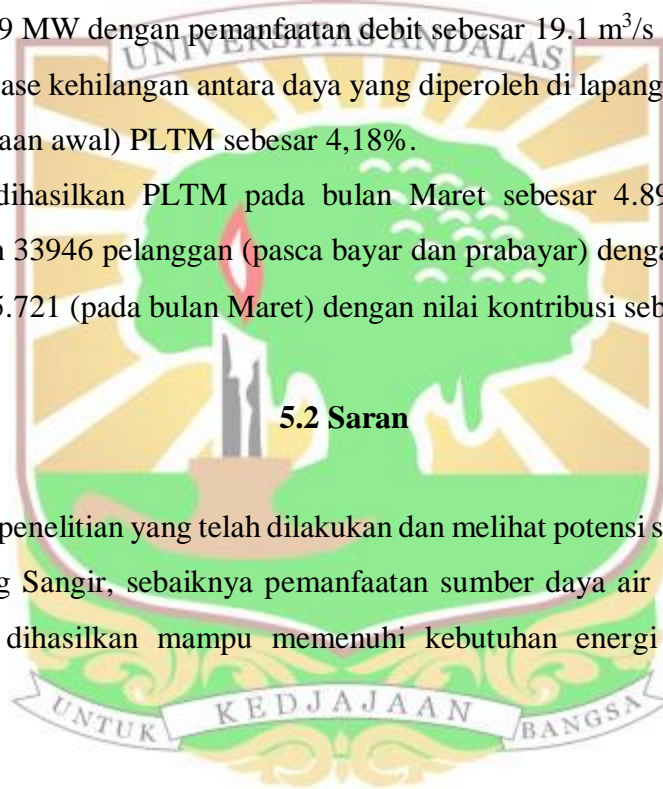 9 MW dengan pemanfaatan debit sebesar 19.1 m³/s
UNIVERSITAS ANDALAS
ase kehilangan antara daya yang diperoleh di lapang
aan awal) PLTM sebesar 4,18%.
dihasilkan PLTM pada bulan Maret sebesar 4.89
33946 pelanggan (pasca bayar dan prabayar) denga
5.721 (pada bulan Maret) dengan nilai kontribusi seb
5.2 Saran
penelitian yang telah dilakukan dan melihat potensi s
g Sangir, sebaiknya pemanfaatan sumber daya air
dihasilkan mampu memenuhi kebutuhan energi
UNTUK KEDJAJAAN BANGSA